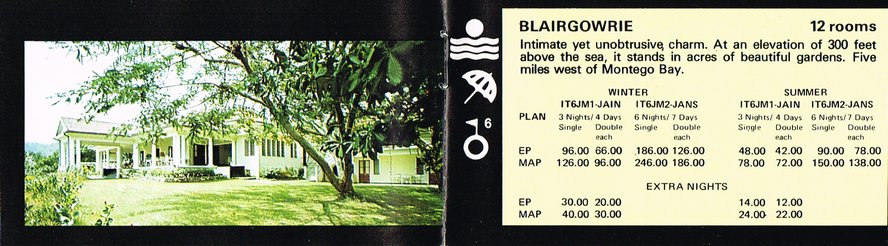 6
BLAIRGOWRIE 12 rooms
Intimate yet unobtrusive, charm. At an elevation of 300 feet
above the sea, it stands in acres of beautiful gardens. Five
miles west of Montego Bay.
WINTER SUMMER
IT6JM1-JAIN IT6JM2-JANS IT6JM1-JAIN IT6JM2-JAMS
PLAN 3 Nights/ 4 Days 6 Nights/ 7 Days 3 Nights/ 4 Days 6 Nights/ 7 Days
Single Double Single Double Single Double Single Double
each each each each
EP 96.00 66.00 186.00 126.00 48.00 42.00 90.00 78.00
MAP 126.00 96.00 246.00 186.00 78.00 72.00 150.00 138.00
EXTRA NIGHTS
EP 30.00 20.00 14.00 12.00
MAP 40.00 30.00 24.00 22.00